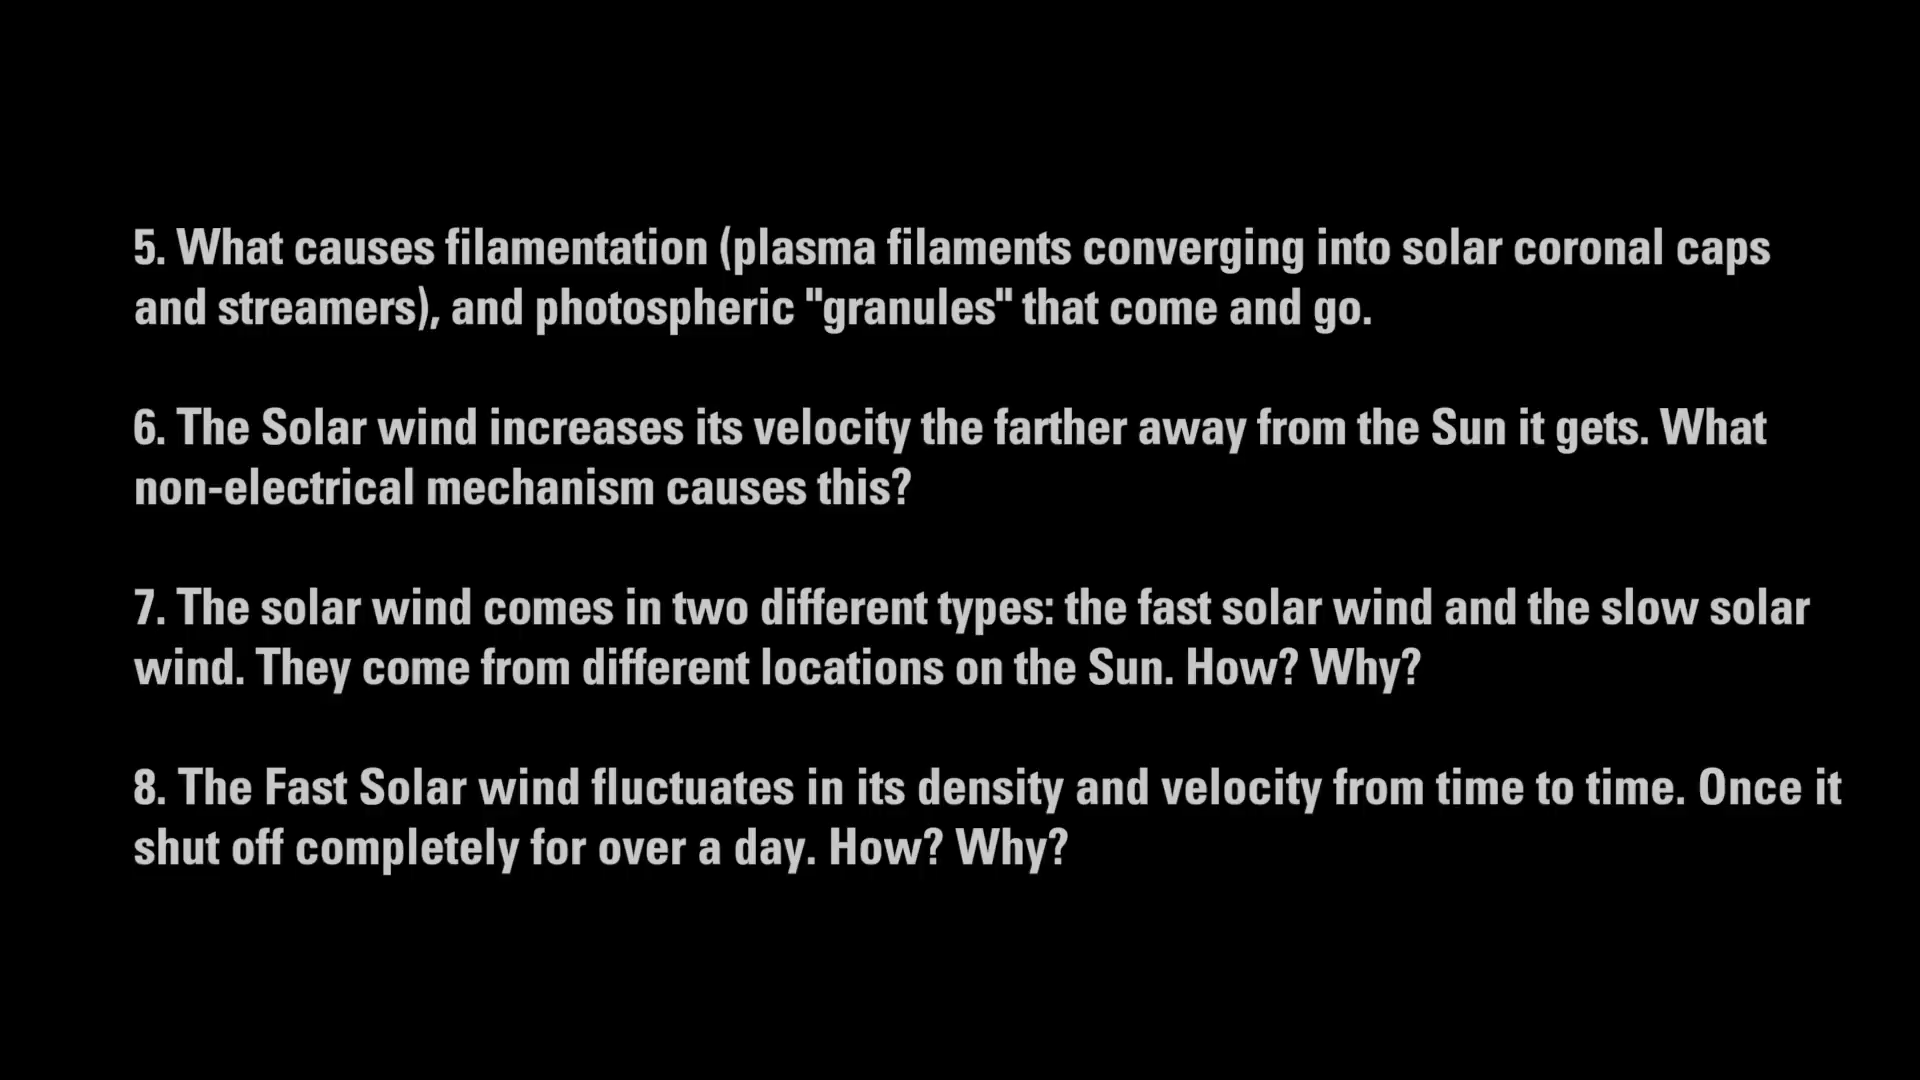 5. What causes filamentation (plasma filaments converging into solar coronal caps
and streamers), and photospheric "granules" that come and go.
6. The Solar wind increases its velocity the farther away from the Sun it gets. What
non-electrical mechanism causes this?
7. The solar wind comes in two different types: the fast solar wind and the slow solar
wind. They come from different locations on the Sun. How? Why?
8. The Fast Solar wind fluctuates in its density and velocity from time to time. Once it
shut off completely for over a day. How? Why?